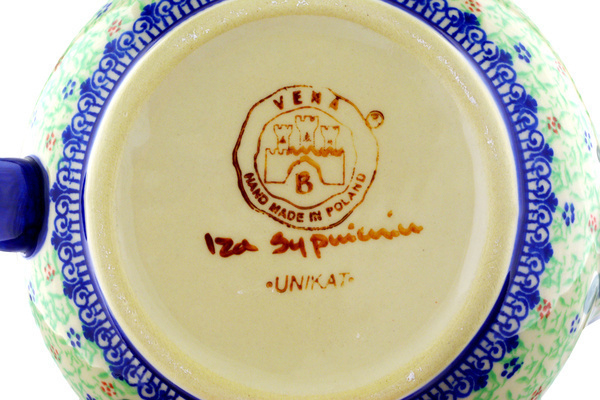 VENA
®
B
HAND MADE IN POLAND
Iza
•UNIKAT•